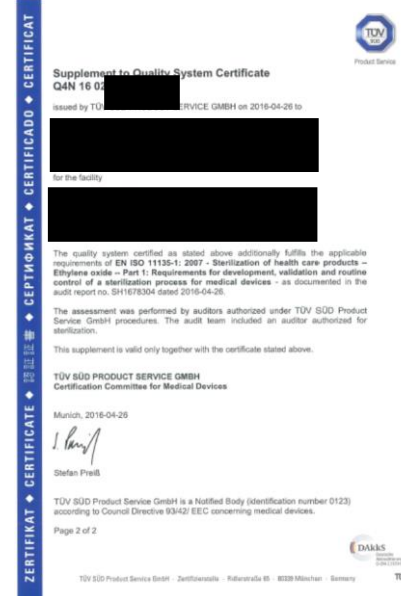 TÜV
SÜD
Product Service
Supplement to Quality System Certificate
Q4N 16 02
issued by TÜV SERVICE GMBH on 2016-04-26 to
for the facility
The quality system certified as stated above additionally fulfills the applicable
requirements of EN ISO 11135-1: 2007 - Sterilization of health care products –
Ethylene oxide – Part 1: Requirements for development, validation and routine
control of a sterilization process for medical devices - as documented in the
audit report no. SH1678304 dated 2016-04-26.
The assessment was performed by auditors authorized under TÜV SÜD Product
Service GmbH procedures. The audit team included an auditor authorized for
sterilization.
This supplement is valid only together with the certificate stated above.
TÜV SÜD PRODUCT SERVICE GMBH
Certification Committee for Medical Devices
Munich, 2016-04-26
Stefan Preiß
TÜV SÜD Product Service GmbH is a Notified Body (identification number 0123)
according to Council Directive 93/42/ EEC concerning medical devices.
Page 2 of 2
DAkkS
TÜV SÜD Product Service GmbH · Zertifizierstelle · Ridlerstraße 65 · 80339 München · Germany
ZERTIFIKAT ◆ CERTIFICATE ◆ 認証証書 ◆ СЕРТИФИКАТ ◆ CERTIFICADO ◆ CERTIFICAT